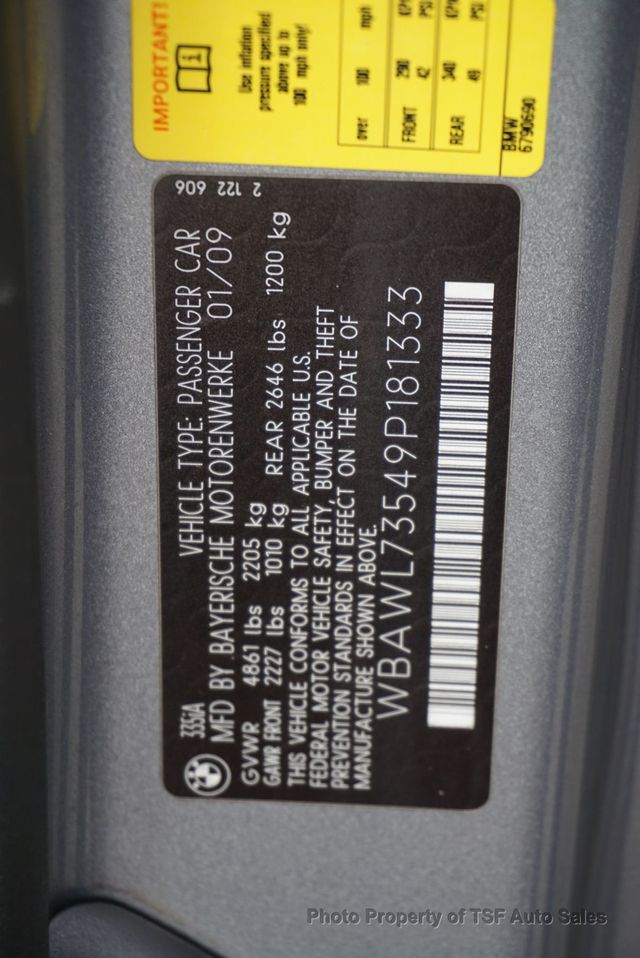 IMPORTANT!
Use inflation
pressure specified
above up to
100 mph only!
over 100 mph
FRONT 290 KPA
42 PSI
REAR 340 KPA
49 PSI
BMW
6790690
2 122 606
335iA VEHICLE TYPE: PASSENGER CAR
MFD BY BAYERISCHE MOTORENWERKE 01/09
GVWR 4861 lbs 2205 kg
GAWR FRONT 2227 lbs 1010 kg REAR 2646 lbs 1200 kg
THIS VEHICLE CONFORMS TO ALL APPLICABLE U.S.
FEDERAL MOTOR VEHICLE SAFETY, BUMPER AND THEFT
PREVENTION STANDARDS IN EFFECT ON THE DATE OF
MANUFACTURE SHOWN ABOVE.
WBAWL73549P181333
Photo Property of TSF Auto Sales